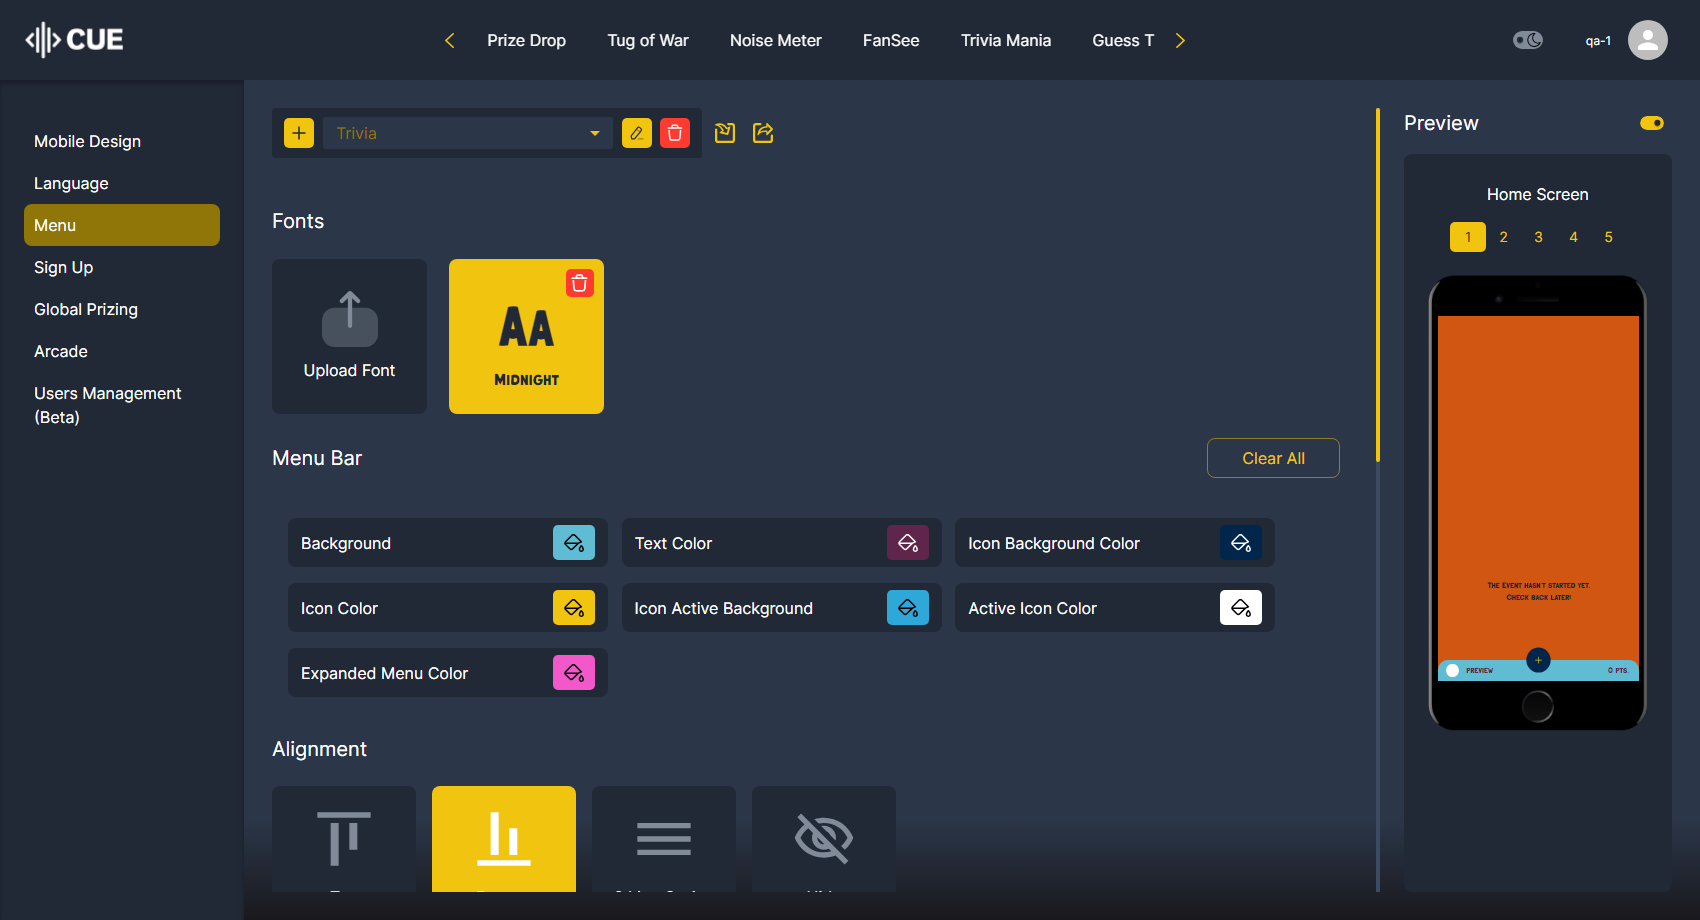 CUE
Prize Drop
Tug of War
Noise Meter
FanSee
Trivia Mania
Guess T
qa-1
Mobile Design
Language
Menu
Sign Up
Global Prizing
Arcade
Users Management
(Beta)
Trivia
Fonts
Upload Font
AA
MIDNIGHT
Menu Bar
Clear All
Background
Text Color
Icon Background Color
Icon Color
Icon Active Background
Active Icon Color
Expanded Menu Color
Alignment
Preview
Home Screen
1 2 3 4 5
THE EVENT HASN'T STARTED YET.
CHECK BACK LATER!
PREVIEW
0 PTS